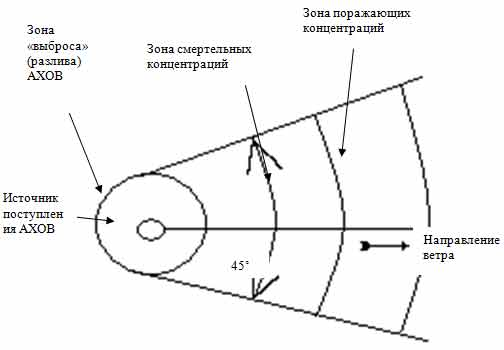 Зона
«выброса»
(разлива)
АХОВ
Зона смертельных
концентраций
Зона поражающих
концентраций
Источник
поступлен
ия АХОВ
45˚
Направление
ветра